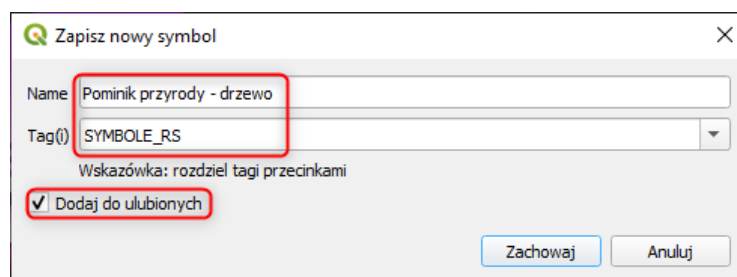 Zapisz nowy symbol
Name Pominik przyrody - drzewo
Tag(i) SYMBOLE_RS
Wskazówka: rozdziel tagi przecinkami
Dodaj do ulubionych
Zachowaj Anuluj